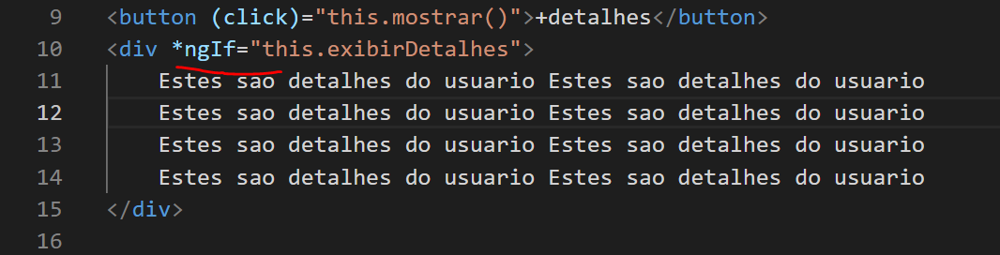 9 <button (click)="this.mostrar()">+detalhes</button>
10 <div *ngIf="this.exibirDetalhes">
11 Estes sao detalhes do usuario Estes sao detalhes do usuario
12 Estes sao detalhes do usuario Estes sao detalhes do usuario
13 Estes sao detalhes do usuario Estes sao detalhes do usuario
14 Estes sao detalhes do usuario Estes sao detalhes do usuario
15 </div>
16